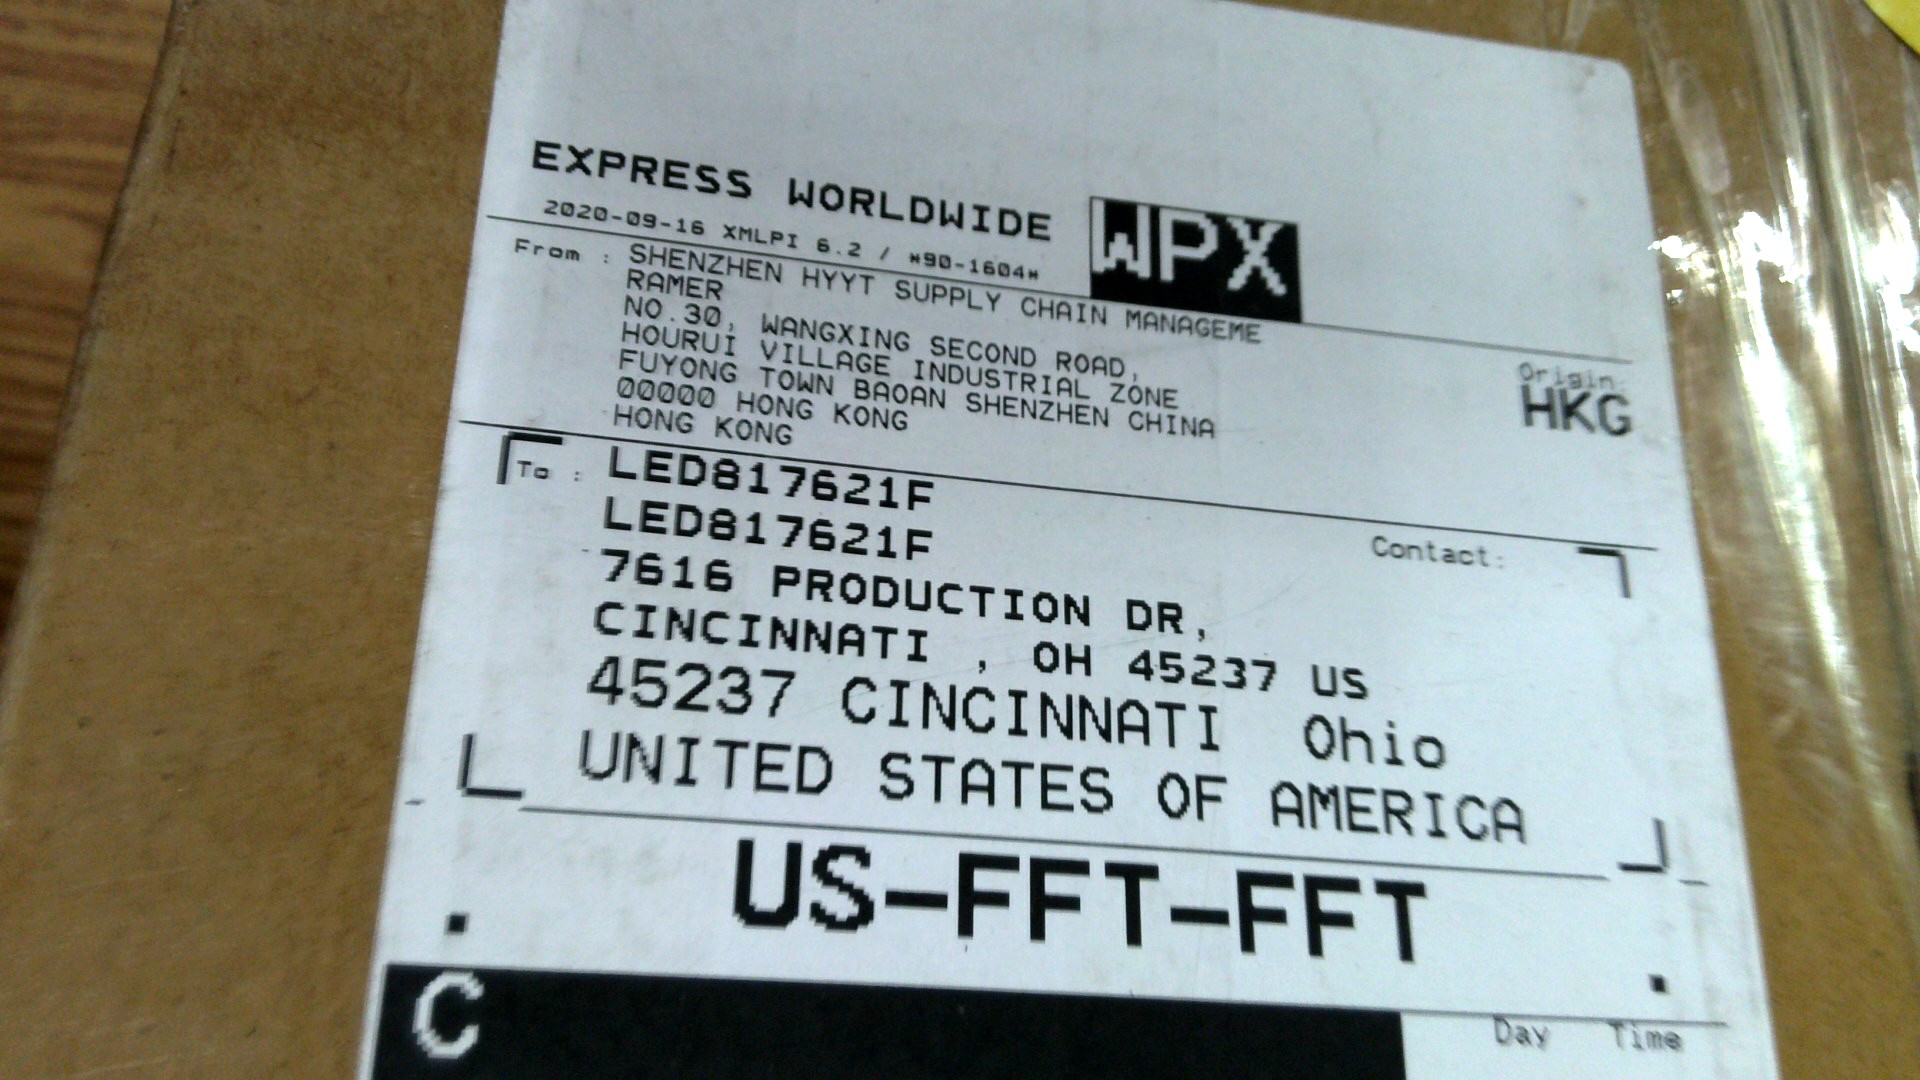 EXPRESS WORLDWIDE WPX
2020-09-16 XMLPI 6.2 / *90-1604*
From : SHENZHEN HYYT SUPPLY CHAIN MANAGEME
RAMER
NO.30, WANGXING SECOND ROAD,
HOURUI VILLAGE INDUSTRIAL ZONE
FUYONG TOWN BAOAN SHENZHEN CHINA
00000 HONG KONG
HONG KONG
Origin:
HKG
To : LED817621F
LED817621F
Contact:
7616 PRODUCTION DR,
CINCINNATI , OH 45237 US
45237 CINCINNATI Ohio
UNITED STATES OF AMERICA
US-FFT-FFT
C
Day Time